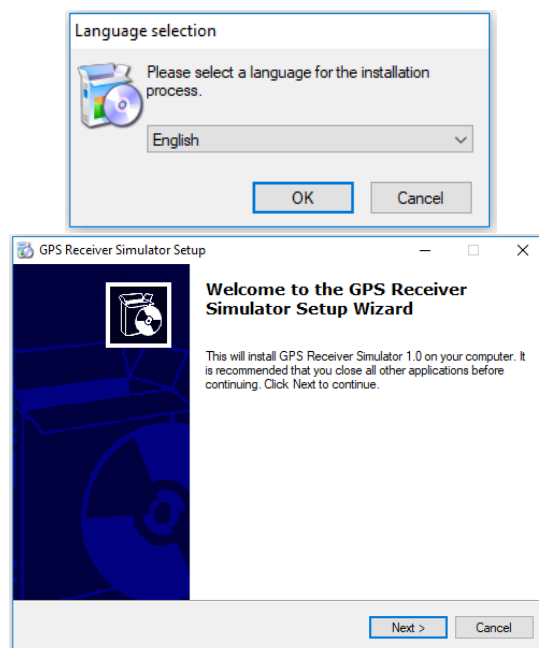 Language selection
Please select a language for the installation
process.
English
OK Cancel
GPS Receiver Simulator Setup
Welcome to the GPS Receiver
Simulator Setup Wizard
This will install GPS Receiver Simulator 1.0 on your computer. It
is recommended that you close all other applications before
continuing. Click Next to continue.
Next > Cancel